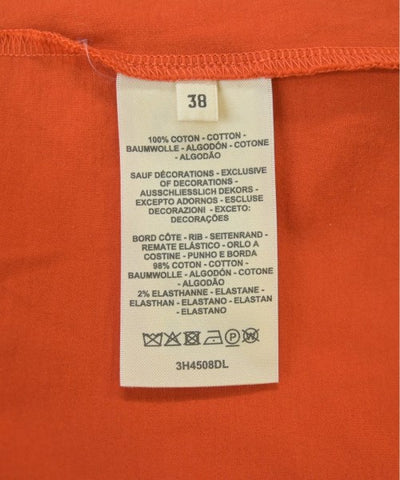 38
100% COTON - COTTON -
BAUMWOLLE - ALGODÓN - COTONE
- ALGODÃO
SAUF DÉCORATIONS - EXCLUSIVE
OF DECORATIONS -
AUSSCHLIESSLICH DEKORS -
EXCEPTO ADORNOS - ESCLUSE
DECORAZIONI - EXCETO:
DECORAÇÕES
BORD CÔTE - RIB - SEITENRAND -
REMATE ELÁSTICO - ORLO A
COSTINE - PUNHO E BORDA
98% COTON - COTTON -
BAUMWOLLE - ALGODÓN - COTONE
- ALGODÃO
2% ELASTHANNE - ELASTANE -
ELASTHAN - ELASTANO - ELASTAN
- ELASTANO
P W
3H4508DL